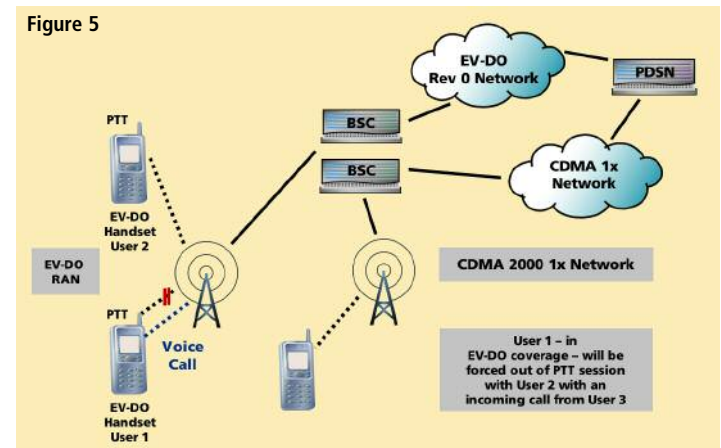 Figure 5
EV-DO
Rev 0 Network
PDSN
BSC
BSC
CDMA 1x
Network
PTT
EV-DO
Handset
User 2
EV-DO
RAN
CDMA 2000 1x Network
PTT
Voice
Call
EV-DO
Handset
User 1
User 1 – in
EV-DO coverage – will be
forced out of PTT session
with User 2 with an
incoming call from User 3